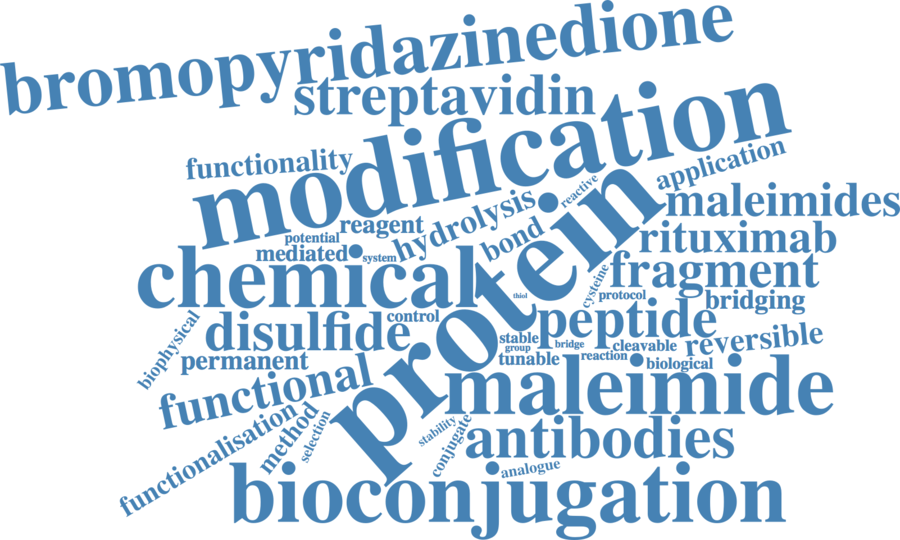 bromopyridazinedione
streptavidin
modification
functionality
application
reactive
maleimides
reagent
hydrolysis
potential
bond
rituximab
mediated
system
chemical
protein
fragment
cysteine
thiol
protocol
bridging
biophysical
disulfide
control
peptide
stable
group
bridge
cleavable
reversible
permanent
tunable
reaction
biological
functional
maleimide
functionalisation
method
selection
stability
conjugate
antibodies
analogue
bioconjugation